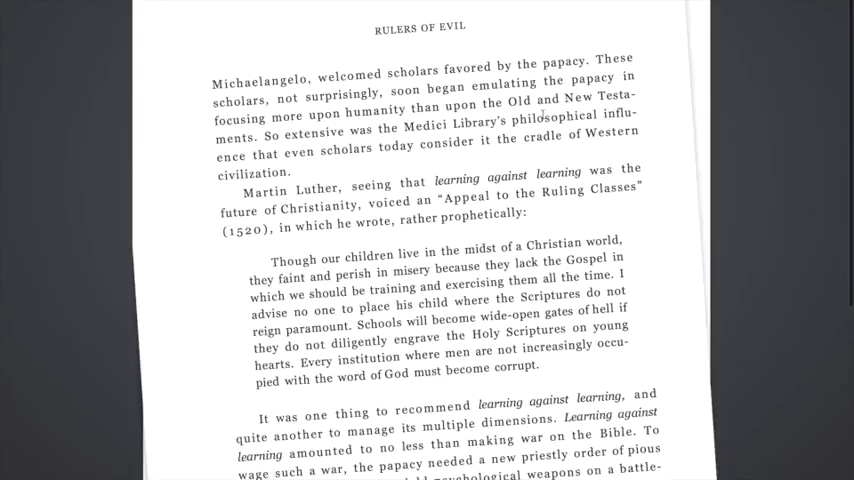 RULERS OF EVIL
Michaelangelo, welcomed scholars favored by the papacy. These
scholars, not surprisingly, soon began emulating the papacy in
focusing more upon humanity than upon the Old and New Testa-
ments. So extensive was the Medici Library's philosophical influ-
ence that even scholars today consider it the cradle of Western
civilization.
Martin Luther, seeing that learning against learning was the
future of Christianity, voiced an “Appeal to the Ruling Classes”
(1520), in which he wrote, rather prophetically:
Though our children live in the midst of a Christian world,
they faint and perish in misery because they lack the Gospel in
which we should be training and exercising them all the time. I
advise no one to place his child where the Scriptures do not
reign paramount. Schools will become wide-open gates of hell if
they do not diligently engrave the Holy Scriptures on young
hearts. Every institution where men are not increasingly occu-
pied with the word of God must become corrupt.
It was one thing to recommend learning against learning, and
quite another to manage its multiple dimensions. Learning against
learning amounted to no less than making war on the Bible. To
wage such a war, the papacy needed a new priestly order of pious
psychological weapons on a battle-